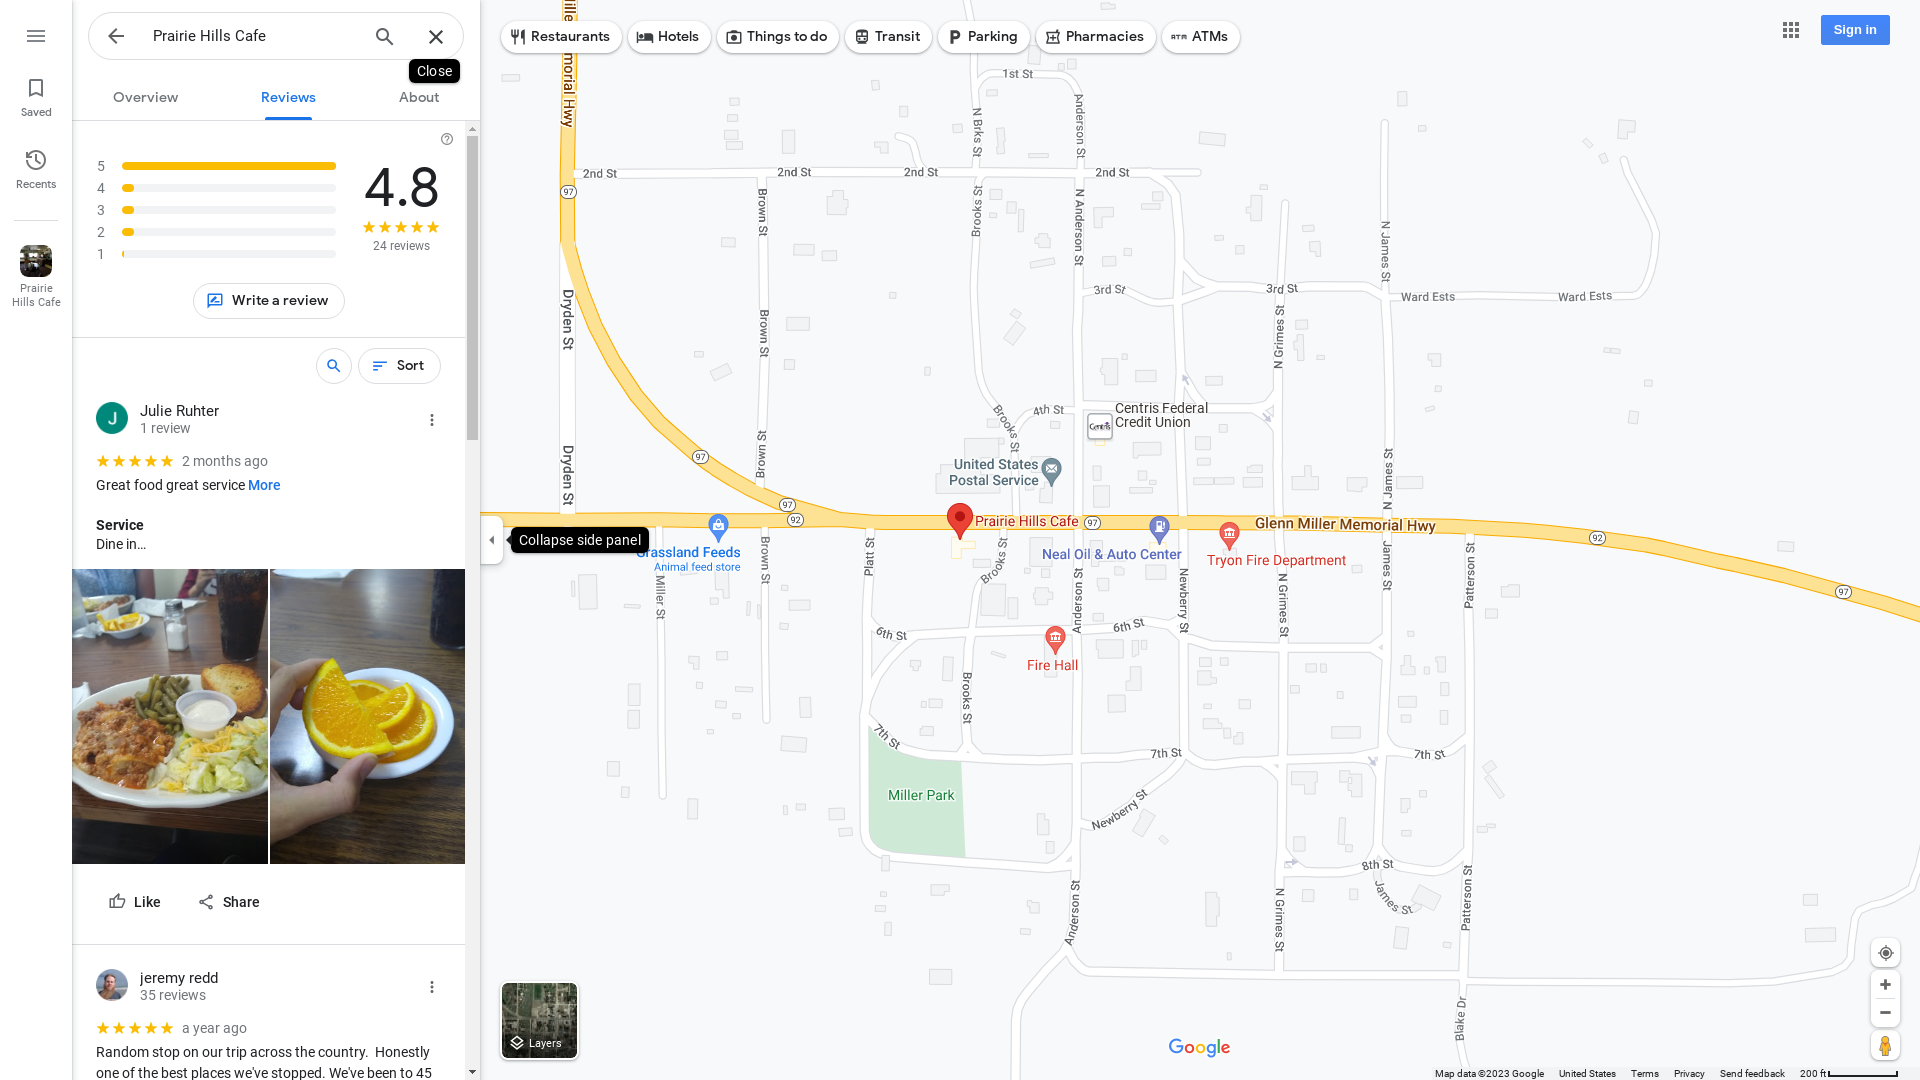 Prairie Hills Cafe
Close
Saved
Recents
Prairie
Hills Cafe
Overview
Reviews
About
5
4
3
2
1
4.8
24 reviews
Write a review
Sort
J
Julie Ruhter
1 review
2 months ago
Great food great service More
Service
Dine in…
Like
Share
jeremy redd
35 reviews
a year ago
Random stop on our trip across the country. Honestly
one of the best places we've stopped. We've been to 45
Restaurants
Hotels
Things to do
Transit
Parking
Pharmacies
ATM
ATMs
Sign in
Collapse side panel
Layers
morial Hwy
1st St
N Brks St
Anderson St
2nd St
2nd St
2nd St
2nd St
97
Brown St
Brooks St
N Anderson St
N James St
3rd St
3rd St
Ward Ests
Ward Ests
Dryden St
Brown St
N Grimes St
Brooks St
4th St
Centris Federal
Credit Union
Centris
Dryden St
Brown St
97
United States
Postal Service
N James St
97
92
Prairie Hills Cafe
97
Glenn Miller Memorial Hwy
92
Grassland Feeds
Animal feed store
Neal Oil & Auto Center
Tryon Fire Department
Miller St
Brown St
Platt St
Brooks St
Anderson St
Newberry St
N Grimes St
James St
Patterson St
97
6th St
6th St
Fire Hall
Brooks St
7th St
7th St
7th St
Miller Park
Newberry St
8th St
James St
Anderson St
N Grimes St
Patterson St
Blake Dr
Google
Map data ©2023 Google
United States
Terms
Privacy
Send feedback
200 ft